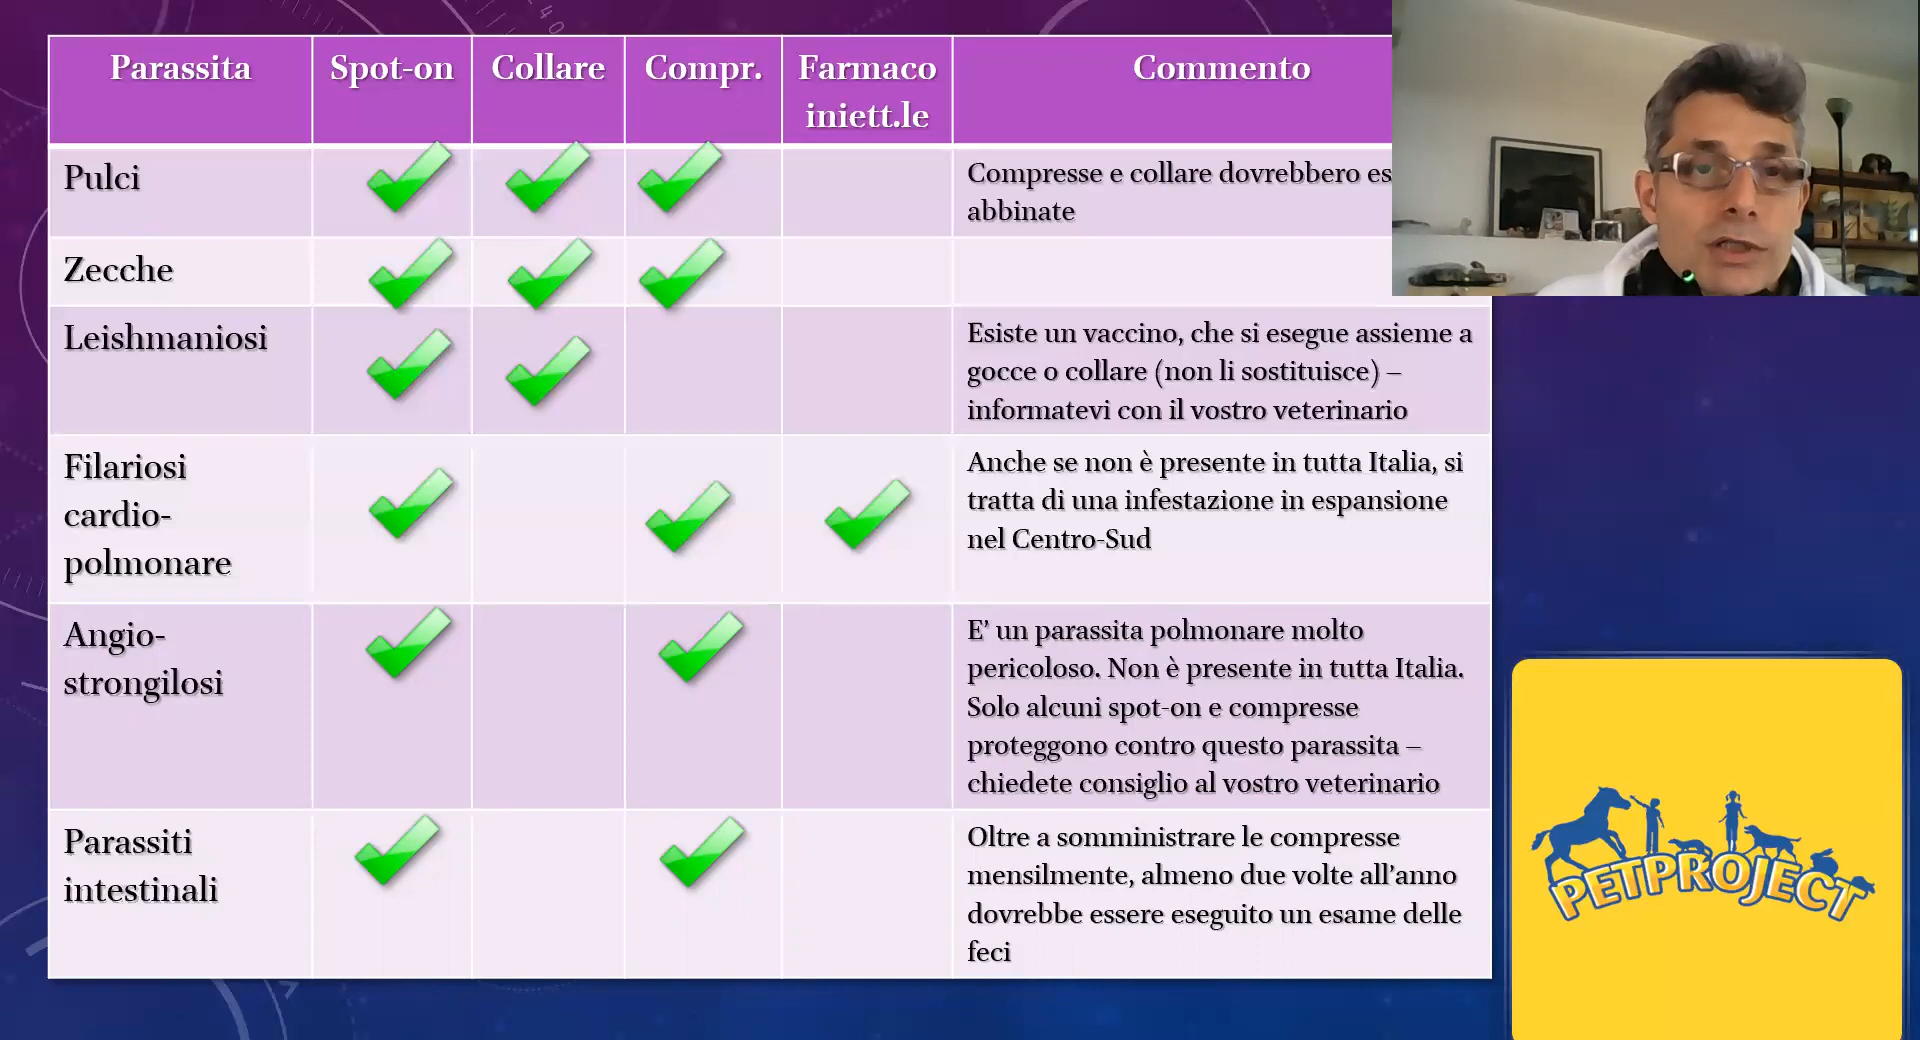 Parassita
Spot-on
Collare
Compr.
Farmaco
iniett.le
Commento
Pulci
Compresse e collare dovrebbero es
abbinate
Zecche
Leishmaniosi
Esiste un vaccino, che si esegue assieme a
gocce o collare (non li sostituisce) –
informatevi con il vostro veterinario
Filariosi
cardio-
polmonare
Anche se non è presente in tutta Italia, si
tratta di una infestazione in espansione
nel Centro-Sud
Angio-
strongilosi
E’ un parassita polmonare molto
pericoloso. Non è presente in tutta Italia.
Solo alcuni spot-on e compresse
proteggono contro questo parassita –
chiedete consiglio al vostro veterinario
Parassiti
intestinali
Oltre a somministrare le compresse
mensilmente, almeno due volte all’anno
dovrebbe essere eseguito un esame delle
feci
PETPROJECT
40